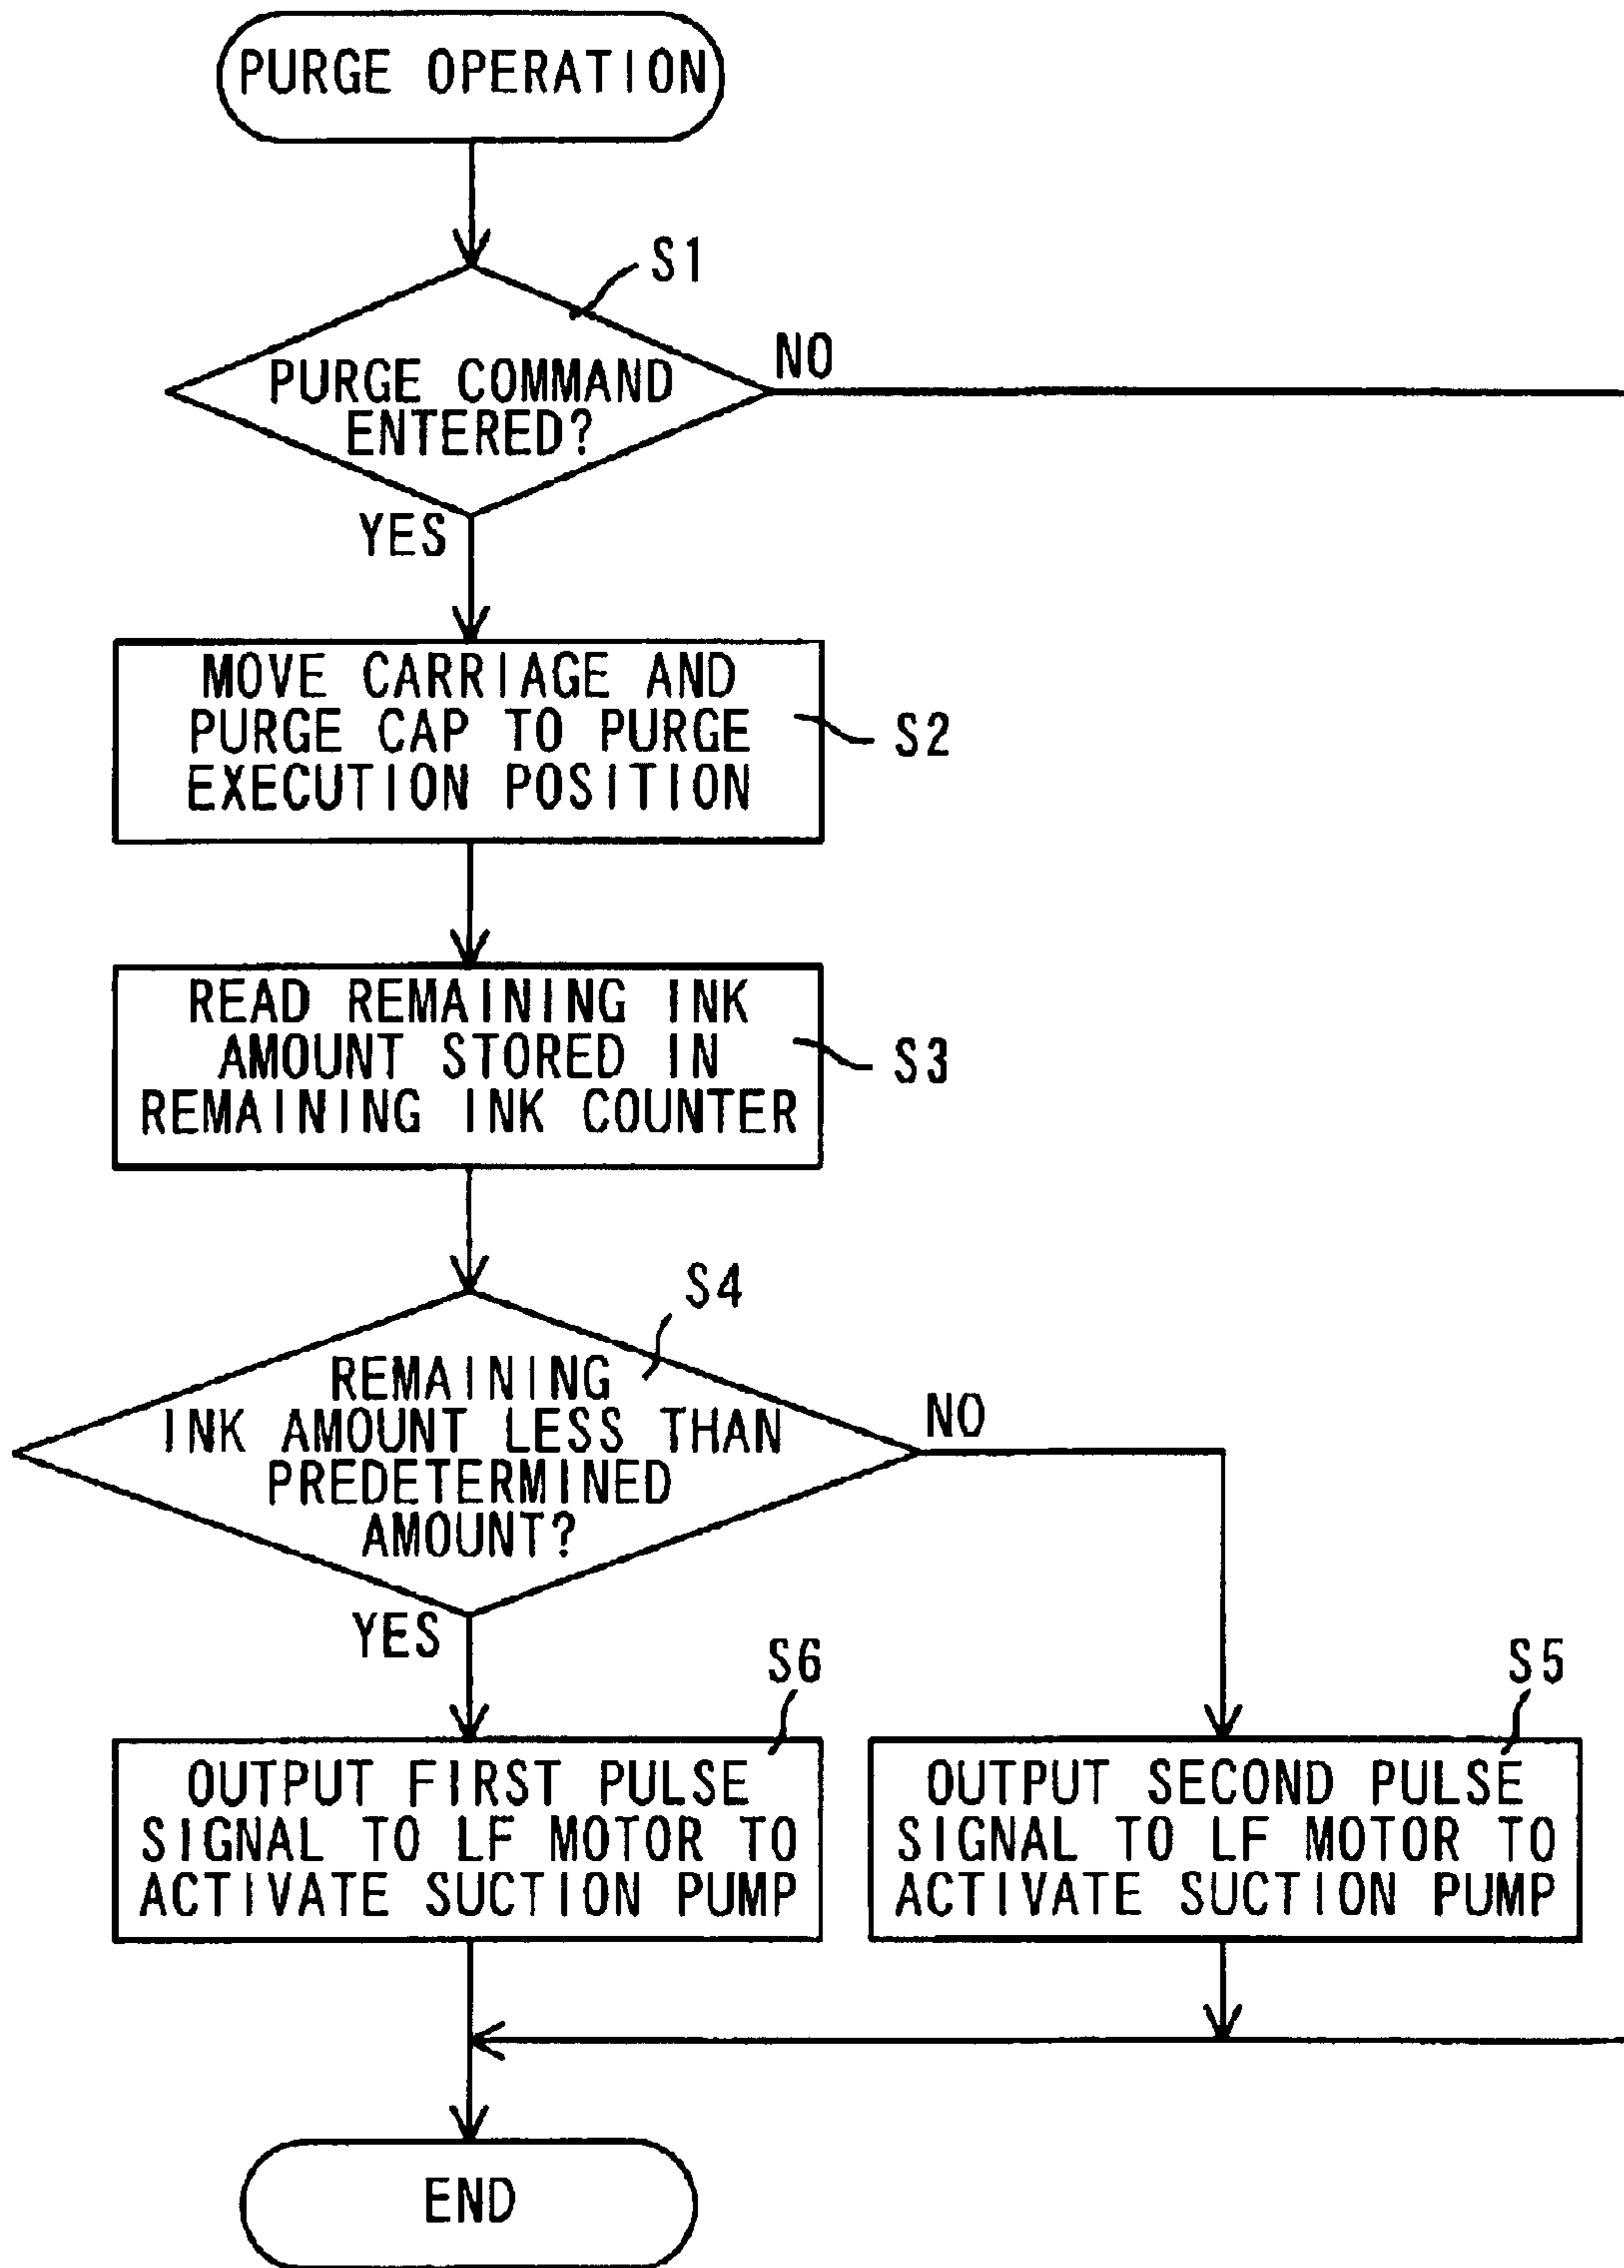 PURGE OPERATION
S1
PURGE COMMAND
ENTERED?
NO
YES
MOVE CARRIAGE AND
PURGE CAP TO PURGE
EXECUTION POSITION
S2
READ REMAINING INK
AMOUNT STORED IN
REMAINING INK COUNTER
S3
S4
REMAINING
INK AMOUNT LESS THAN
PREDETERMINED
AMOUNT?
NO
YES
S6
OUTPUT FIRST PULSE
SIGNAL TO LF MOTOR TO
ACTIVATE SUCTION PUMP
S5
OUTPUT SECOND PULSE
SIGNAL TO LF MOTOR TO
ACTIVATE SUCTION PUMP
END